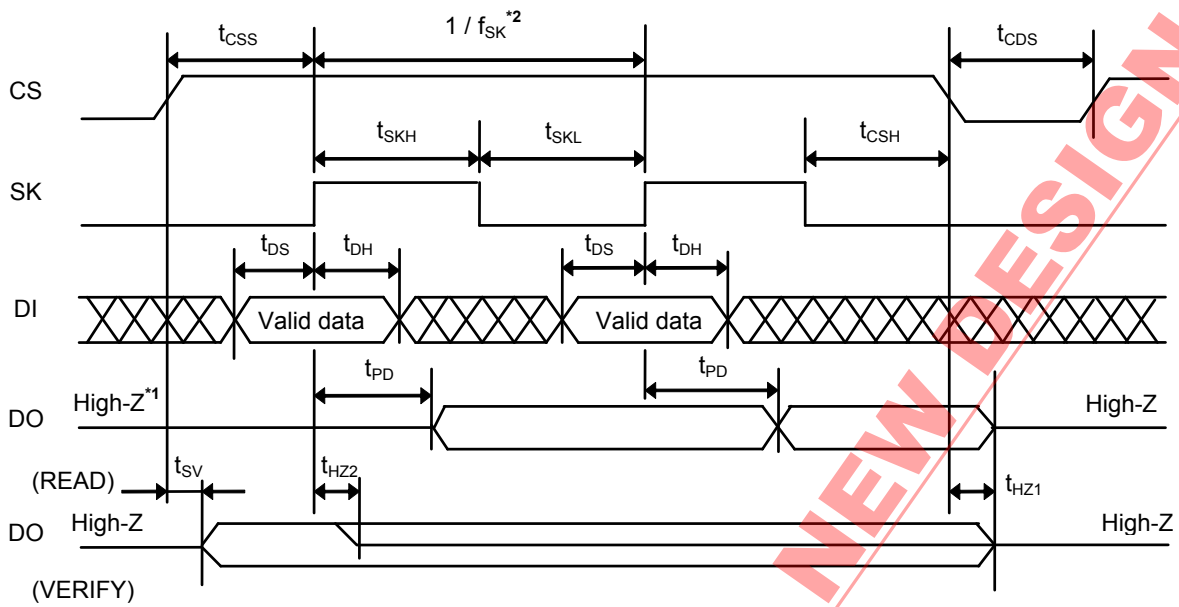 tCSS
1 / fSK*2
tCDS
CS
tSKH
tSKL
tCSH
SK
tDS
tDH
tDS
tDH
DI
Valid data
Valid data
tPD
tPD
High-Z*1
High-Z
DO
(READ)
tSV
tHZ2
tHZ1
DO
High-Z
High-Z
(VERIFY)
NEW DESIGN